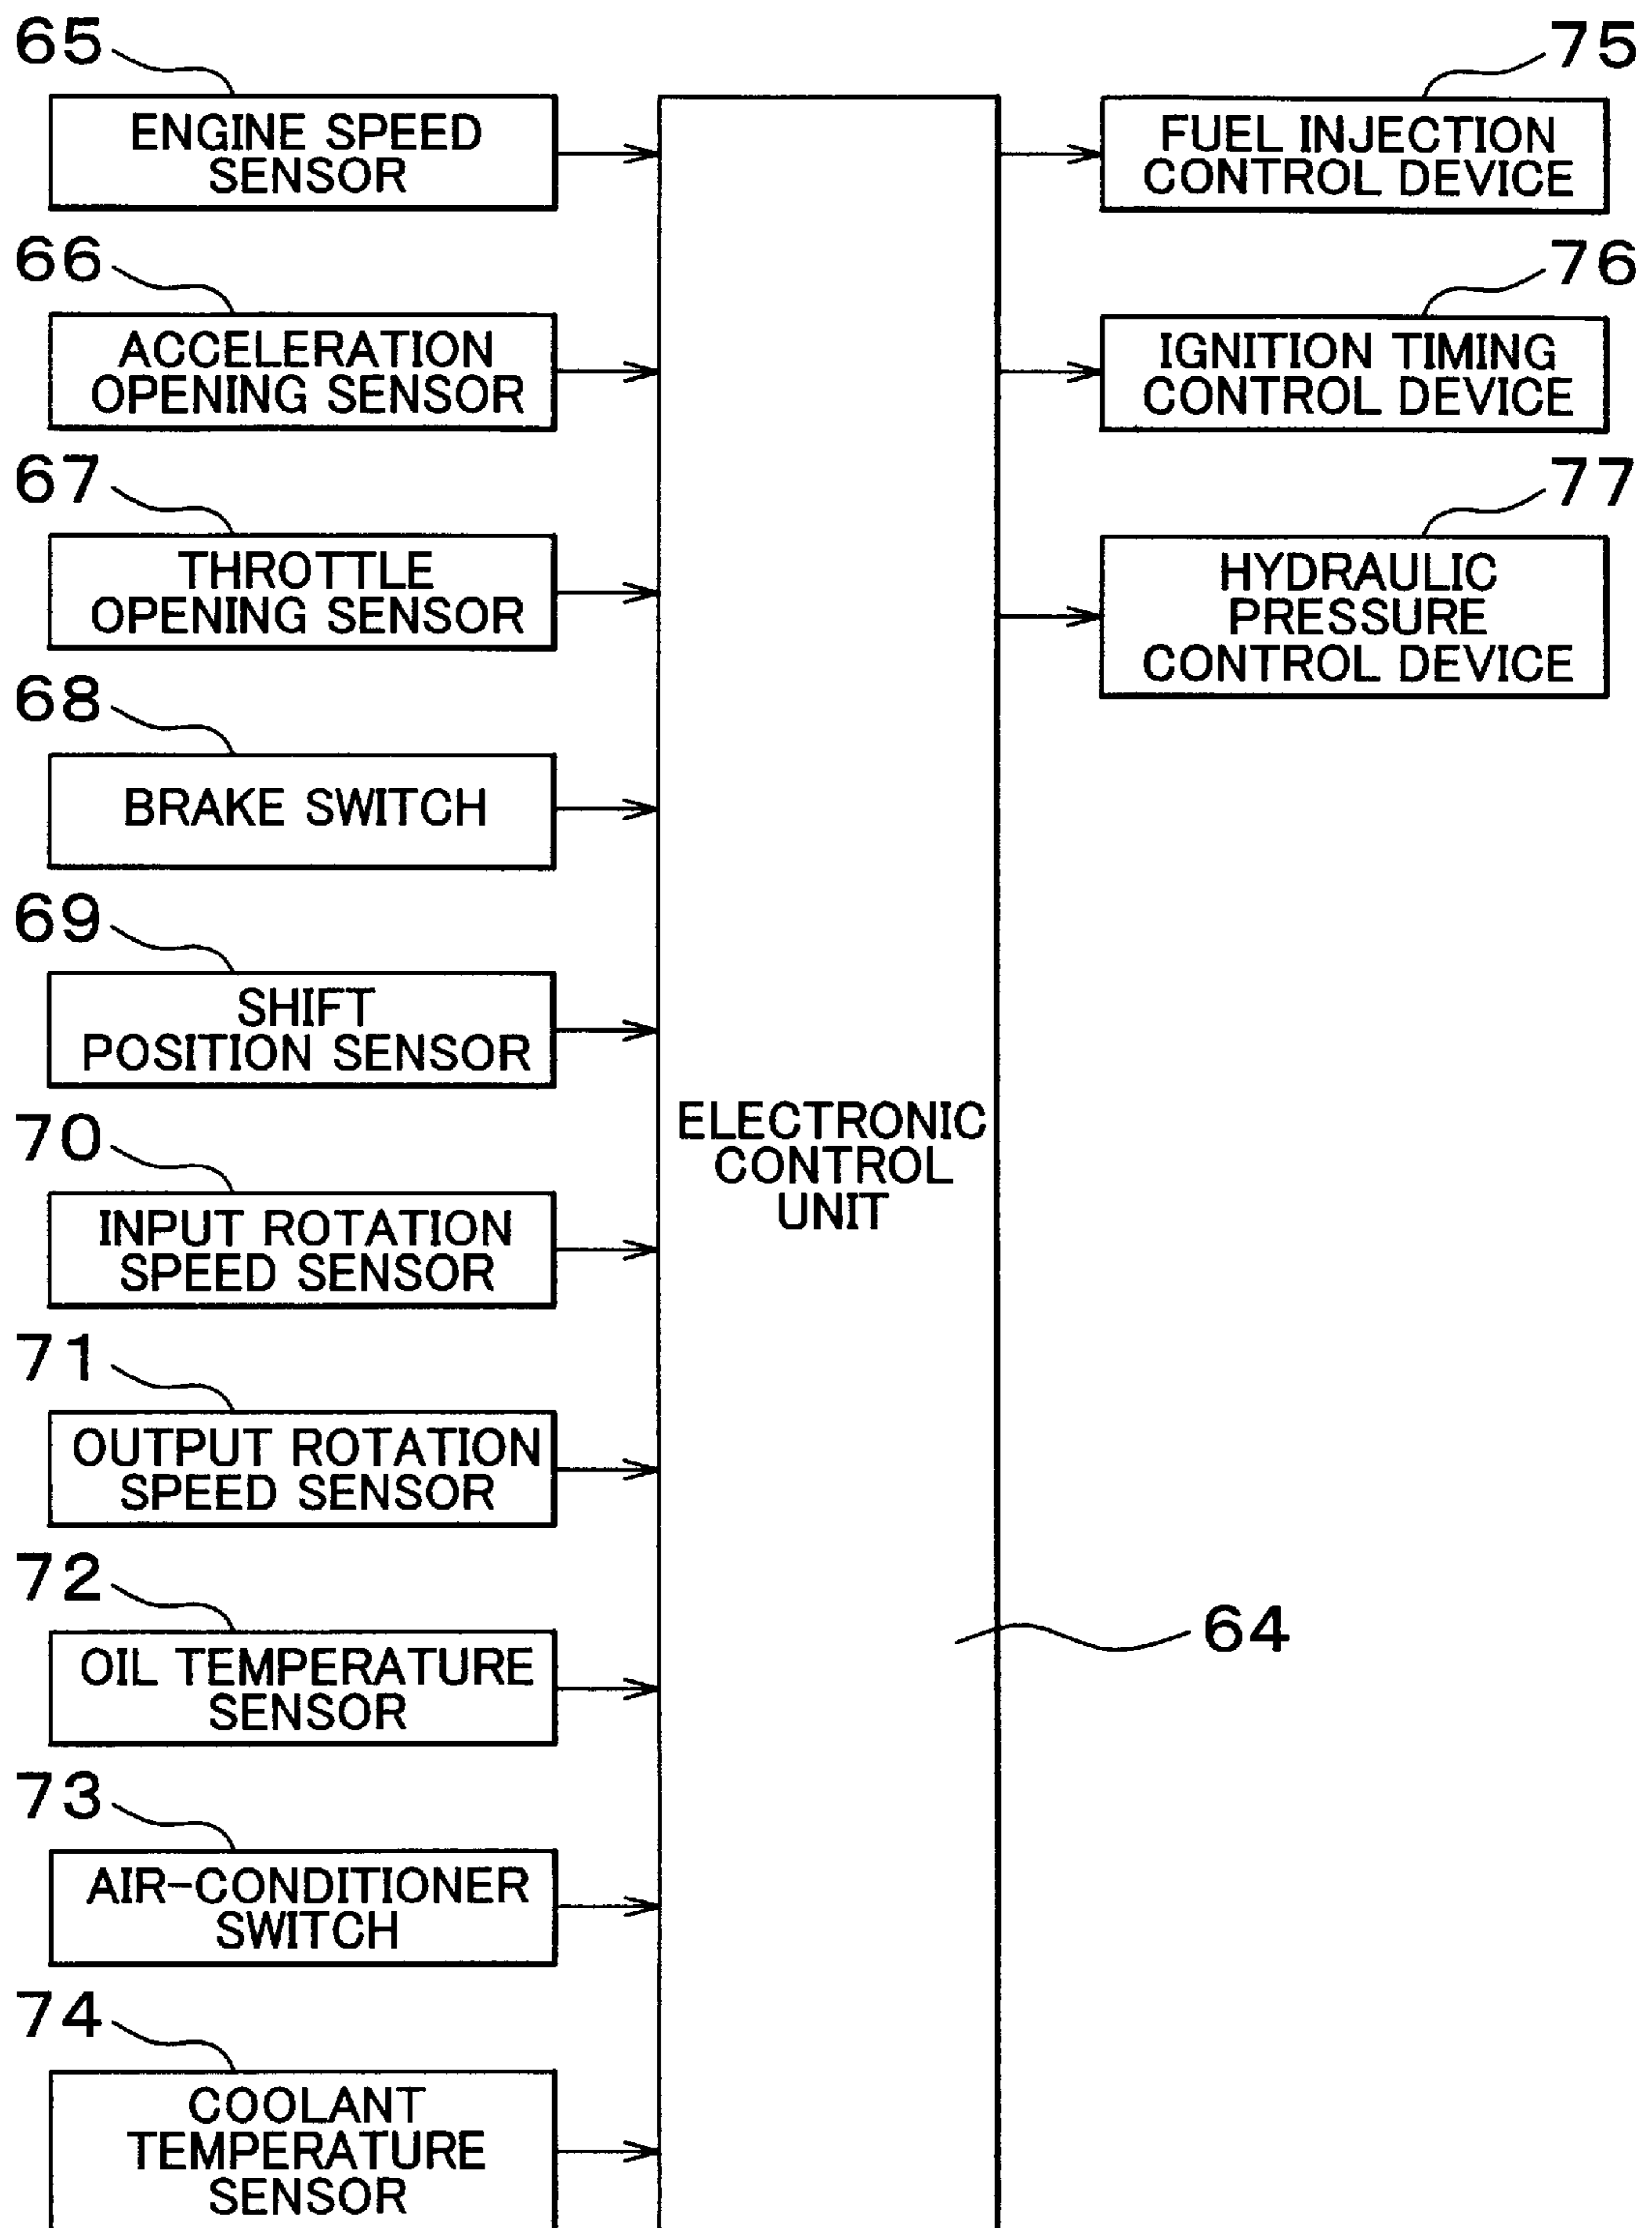 65
ENGINE SPEED
SENSOR
66
ACCELERATION
OPENING SENSOR
67
THROTTLE
OPENING SENSOR
68
BRAKE SWITCH
69
SHIFT
POSITION SENSOR
70
INPUT ROTATION
SPEED SENSOR
71
OUTPUT ROTATION
SPEED SENSOR
72
OIL TEMPERATURE
SENSOR
73
AIR-CONDITIONER
SWITCH
74
COOLANT
TEMPERATURE
SENSOR
ELECTRONIC
CONTROL
UNIT
64
75
FUEL INJECTION
CONTROL DEVICE
76
IGNITION TIMING
CONTROL DEVICE
77
HYDRAULIC
PRESSURE
CONTROL DEVICE